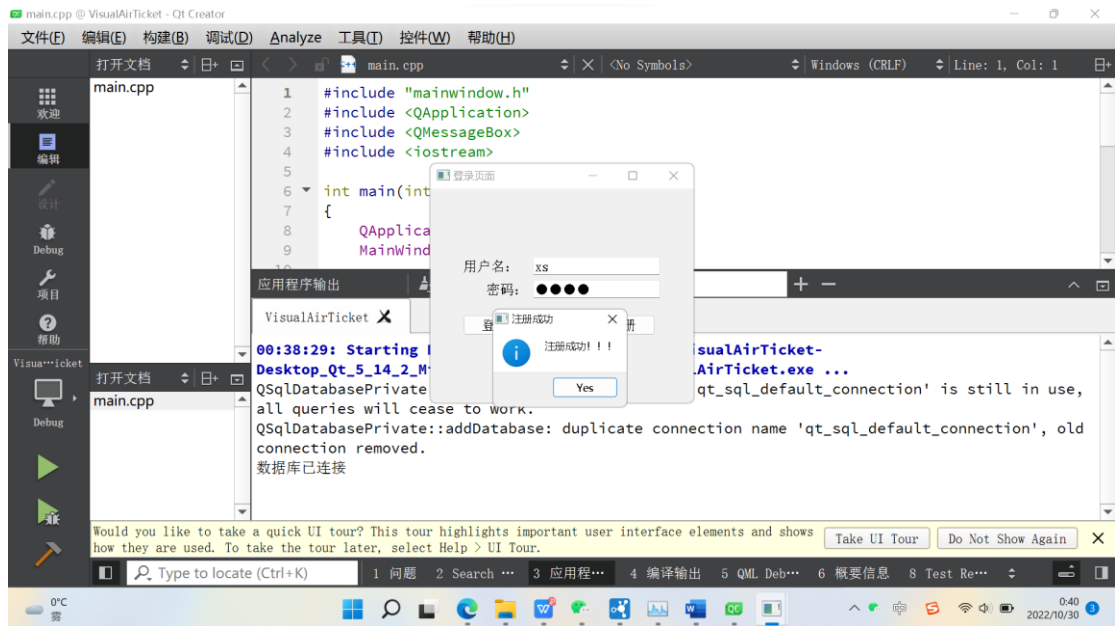 main.cpp @ VisualAirTicket - Qt Creator
文件(F) 编辑(E) 构建(B) 调试(D) Analyze 工具(T) 控件(W) 帮助(H)
打开文档 main.cpp <No Symbols> Windows (CRLF) Line: 1, Col: 1
欢迎
编辑
设计
Debug
项目
帮助
Visua···icket
Debug
main.cpp
打开文档
main.cpp
1 #include "mainwindow.h"
2 #include <QApplication>
3 #include <QMessageBox>
4 #include <iostream>
5
6 int main(int
7 {
8 QApplica
9 MainWind
10
登录页面
用户名: xs
密码: ●●●●
登
册
注册成功
注册成功!!!
Yes
应用程序输出
VisualAirTicket
00:38:29: Starting
isualAirTicket-
Desktop_Qt_5_14_2_M
AirTicket.exe ...
QSqlDatabasePrivate
qt_sql_default_connection' is still in use,
all queries will cease to work.
QSqlDatabasePrivate::addDatabase: duplicate connection name 'qt_sql_default_connection', old
connection removed.
数据库已连接
Would you like to take a quick UI tour? This tour highlights important user interface elements and shows
how they are used. To take the tour later, select Help > UI Tour.
Take UI Tour Do Not Show Again
Type to locate (Ctrl+K) 1 问题 2 Search ··· 3 应用程··· 4 编译输出 5 QML Deb··· 6 概要信息 8 Test Re···
0°C
雾
中
0:40
2022/10/30
3